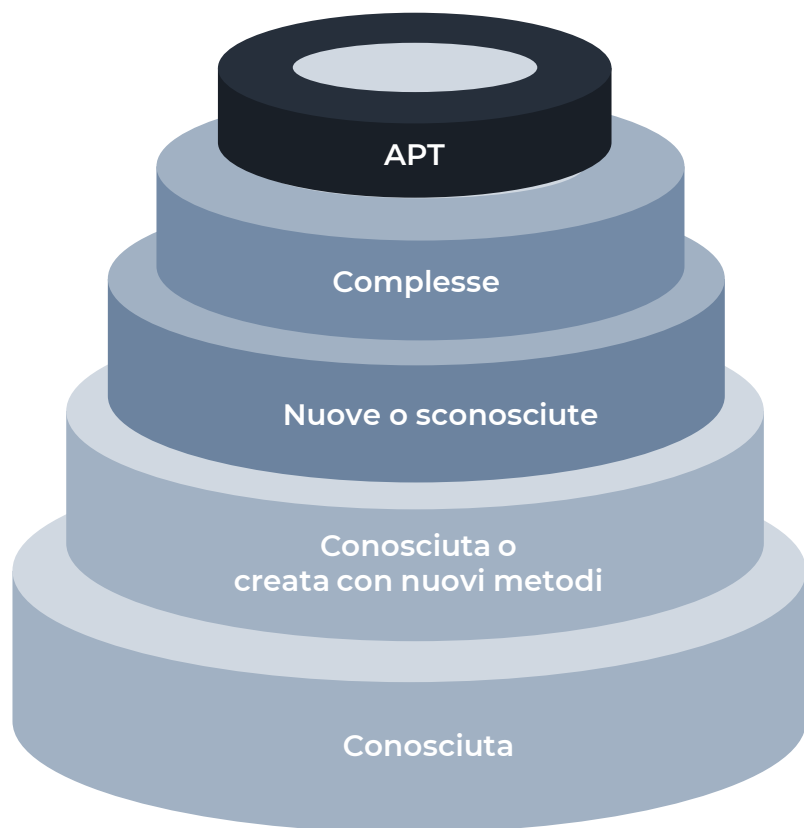 APT
Complesse
Nuove o sconosciute
Conosciuta o
creata con nuovi metodi
Conosciuta